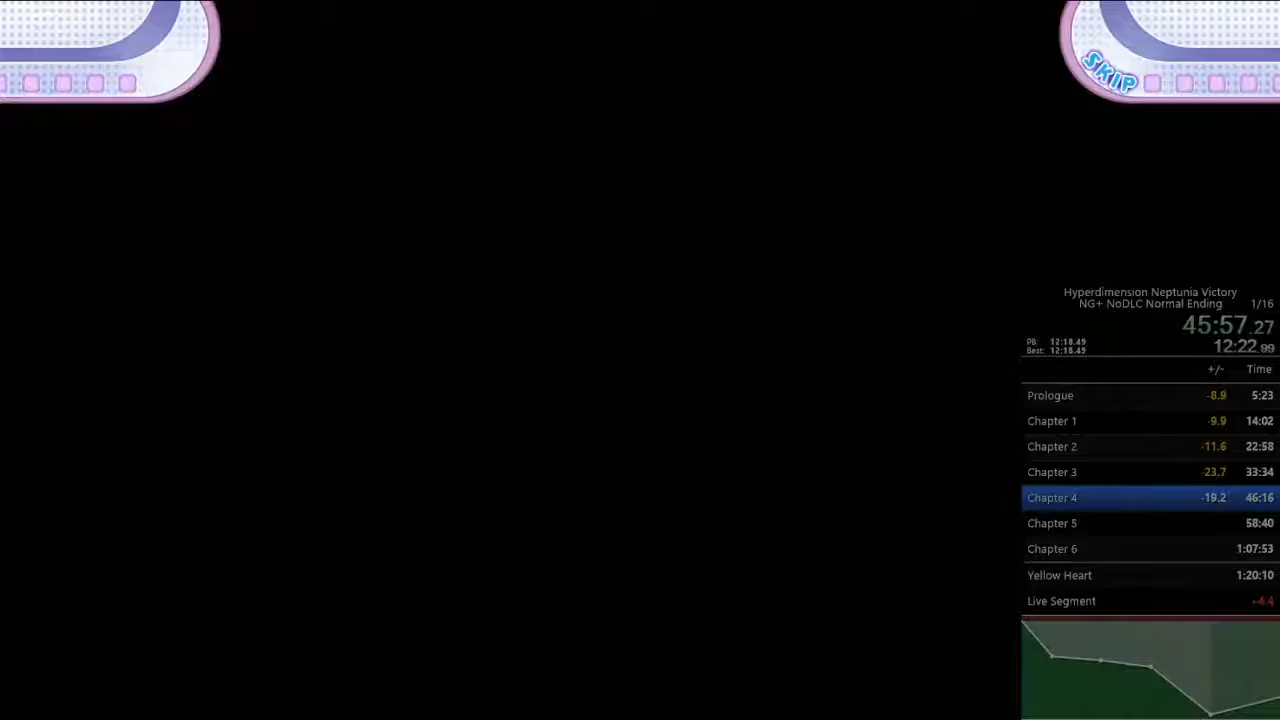 SKIP
Hyperdimension Neptunia Victory
NG+ NoDLC Normal Ending 1/16
45:57.27
PB: 12:18.49 12:22.99
Best: 12:18.49
+/- Time
Prologue -8.9 5:23
Chapter 1 -9.9 14:02
Chapter 2 -11.6 22:58
Chapter 3 -23.7 33:34
Chapter 4 -19.2 46:16
Chapter 5 58:40
Chapter 6 1:07:53
Yellow Heart 1:20:10
Live Segment +4.4